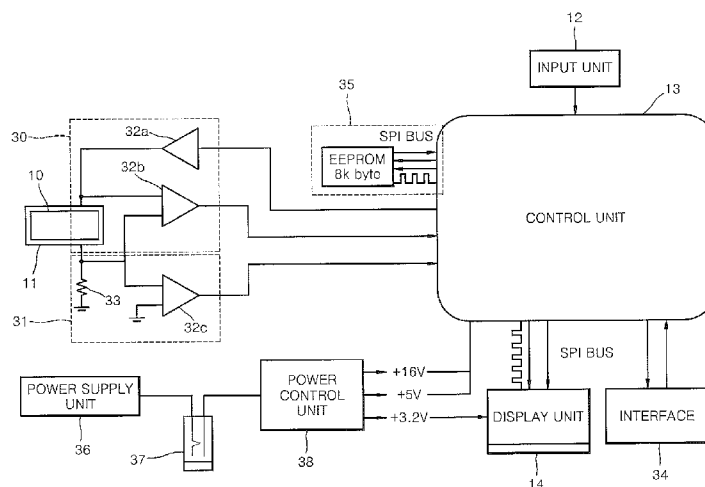 12
INPUT UNIT
13
35
SPI BUS
EEPROM
8k byte
30
32a
32b
10
11
CONTROL UNIT
33
31
32c
SPI BUS
POWER SUPPLY
UNIT
36
37
POWER
CONTROL
UNIT
38
+16V
+5V
+3.2V
DISPLAY UNIT
14
INTERFACE
34